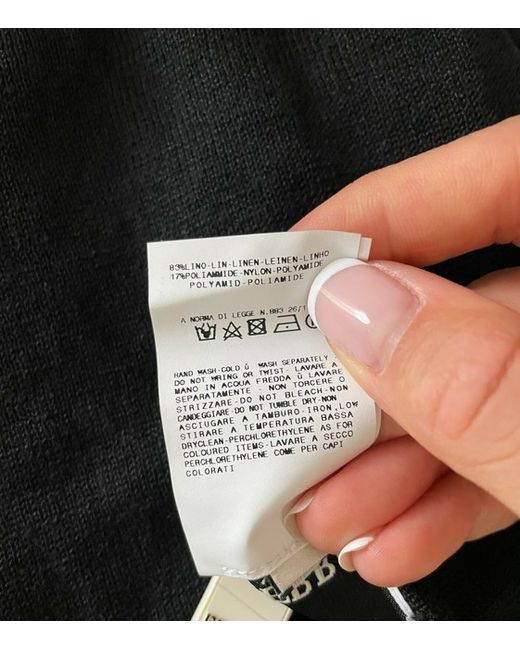 83%LINO-LIN-LINEN-LEINEN-LINHO
17%POLIAMMIDE-NYLON-POLYAMIDE
POLYAMID-POLIAMIDE
A NORMA DI LEGGE N.883 26/1
HAND WASH-COLD Ü WASH SEPARATELY
DO NOT WRING OR TWIST- LAVARE A
MANO IN ACQUA FREDDA Ü LAVARE
SEPARATAMENTE - NON TORCERE O
STRIZZARE-DO NOT BLEACH-NON
CANDEGGIARE-DO NOT TUMBLE DRY-NON
ASCIUGARE A TAMBURO-IRON,LOW
STIRARE A TEMPERATURA BASSA
DRYCLEAN-PERCHLORETHYLENE AS FOR
COLOURED ITEMS-LAVARE A SECCO
PERCHLORETHYLENE COME PER CAPI
COLORATI